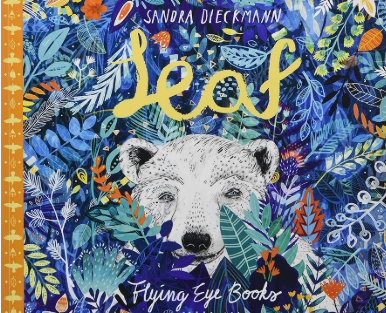 SANDRA DIECKMANN
Leaf
Flying Eye Books